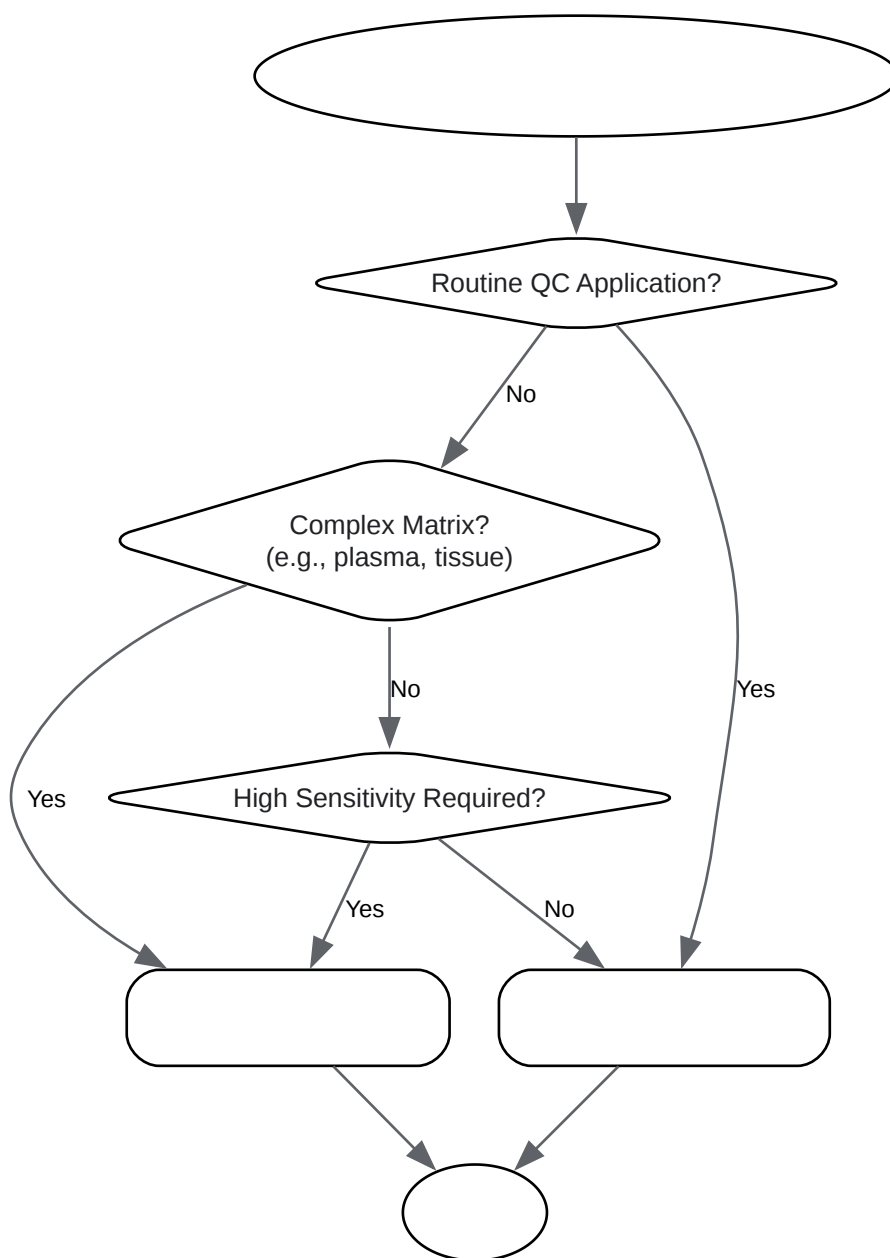 Routine QC Application?
No
Complex Matrix?
(e.g., plasma, tissue)
No
Yes
High Sensitivity Required?
Yes
Yes
No